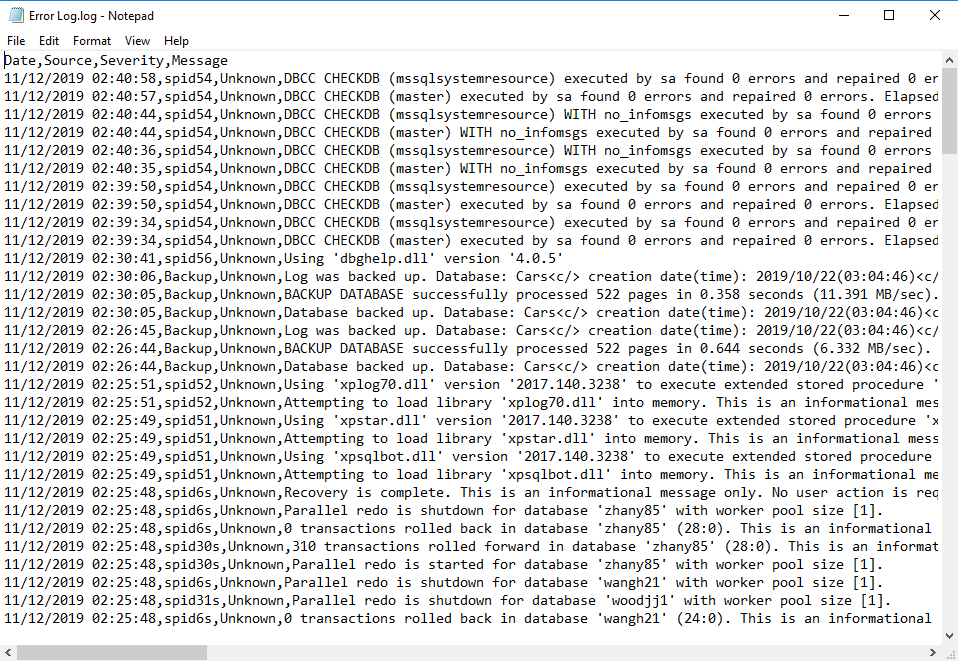 Error Log.log - Notepad
File Edit Format View Help
Date,Source,Severity,Message
11/12/2019 02:40:58,spid54,Unknown,DBCC CHECKDB (mssqlsystemresource) executed by sa found 0 errors and repaired 0 er
11/12/2019 02:40:57,spid54,Unknown,DBCC CHECKDB (master) executed by sa found 0 errors and repaired 0 errors. Elapsed
11/12/2019 02:40:44,spid54,Unknown,DBCC CHECKDB (mssqlsystemresource) WITH no_infomsgs executed by sa found 0 errors
11/12/2019 02:40:44,spid54,Unknown,DBCC CHECKDB (master) WITH no_infomsgs executed by sa found 0 errors and repaired
11/12/2019 02:40:36,spid54,Unknown,DBCC CHECKDB (mssqlsystemresource) WITH no_infomsgs executed by sa found 0 errors
11/12/2019 02:40:35,spid54,Unknown,DBCC CHECKDB (master) WITH no_infomsgs executed by sa found 0 errors and repaired
11/12/2019 02:39:50,spid54,Unknown,DBCC CHECKDB (mssqlsystemresource) executed by sa found 0 errors and repaired 0 er
11/12/2019 02:39:50,spid54,Unknown,DBCC CHECKDB (master) executed by sa found 0 errors and repaired 0 errors. Elapsed
11/12/2019 02:39:34,spid54,Unknown,DBCC CHECKDB (mssqlsystemresource) executed by sa found 0 errors and repaired 0 er
11/12/2019 02:39:34,spid54,Unknown,DBCC CHECKDB (master) executed by sa found 0 errors and repaired 0 errors. Elapsed
11/12/2019 02:30:41,spid56,Unknown,Using 'dbghelp.dll' version '4.0.5'
11/12/2019 02:30:06,Backup,Unknown,Log was backed up. Database: Cars<c/> creation date(time): 2019/10/22(03:04:46)<c/
11/12/2019 02:30:05,Backup,Unknown,BACKUP DATABASE successfully processed 522 pages in 0.358 seconds (11.391 MB/sec).
11/12/2019 02:30:05,Backup,Unknown,Database backed up. Database: Cars<c/> creation date(time): 2019/10/22(03:04:46)<c
11/12/2019 02:26:45,Backup,Unknown,Log was backed up. Database: Cars<c/> creation date(time): 2019/10/22(03:04:46)<c/
11/12/2019 02:26:44,Backup,Unknown,BACKUP DATABASE successfully processed 522 pages in 0.644 seconds (6.332 MB/sec).
11/12/2019 02:26:44,Backup,Unknown,Database backed up. Database: Cars<c/> creation date(time): 2019/10/22(03:04:46)<c
11/12/2019 02:25:51,spid52,Unknown,Using 'xplog70.dll' version '2017.140.3238' to execute extended stored procedure '
11/12/2019 02:25:51,spid52,Unknown,Attempting to load library 'xplog70.dll' into memory. This is an informational mes
11/12/2019 02:25:49,spid51,Unknown,Using 'xpstar.dll' version '2017.140.3238' to execute extended stored procedure 'x
11/12/2019 02:25:49,spid51,Unknown,Attempting to load library 'xpstar.dll' into memory. This is an informational mess
11/12/2019 02:25:49,spid51,Unknown,Using 'xpsqlbot.dll' version '2017.140.3238' to execute extended stored procedure
11/12/2019 02:25:49,spid51,Unknown,Attempting to load library 'xpsqlbot.dll' into memory. This is an informational me
11/12/2019 02:25:48,spid6s,Unknown,Recovery is complete. This is an informational message only. No user action is req
11/12/2019 02:25:48,spid6s,Unknown,Parallel redo is shutdown for database 'zhany85' with worker pool size [1].
11/12/2019 02:25:48,spid6s,Unknown,0 transactions rolled back in database 'zhany85' (28:0). This is an informational
11/12/2019 02:25:48,spid30s,Unknown,310 transactions rolled forward in database 'zhany85' (28:0). This is an informat
11/12/2019 02:25:48,spid30s,Unknown,Parallel redo is started for database 'zhany85' with worker pool size [1].
11/12/2019 02:25:48,spid6s,Unknown,Parallel redo is shutdown for database 'wangh21' with worker pool size [1].
11/12/2019 02:25:48,spid31s,Unknown,Parallel redo is shutdown for database 'woodjj1' with worker pool size [1].
11/12/2019 02:25:48,spid6s,Unknown,0 transactions rolled back in database 'wangh21' (24:0). This is an informational